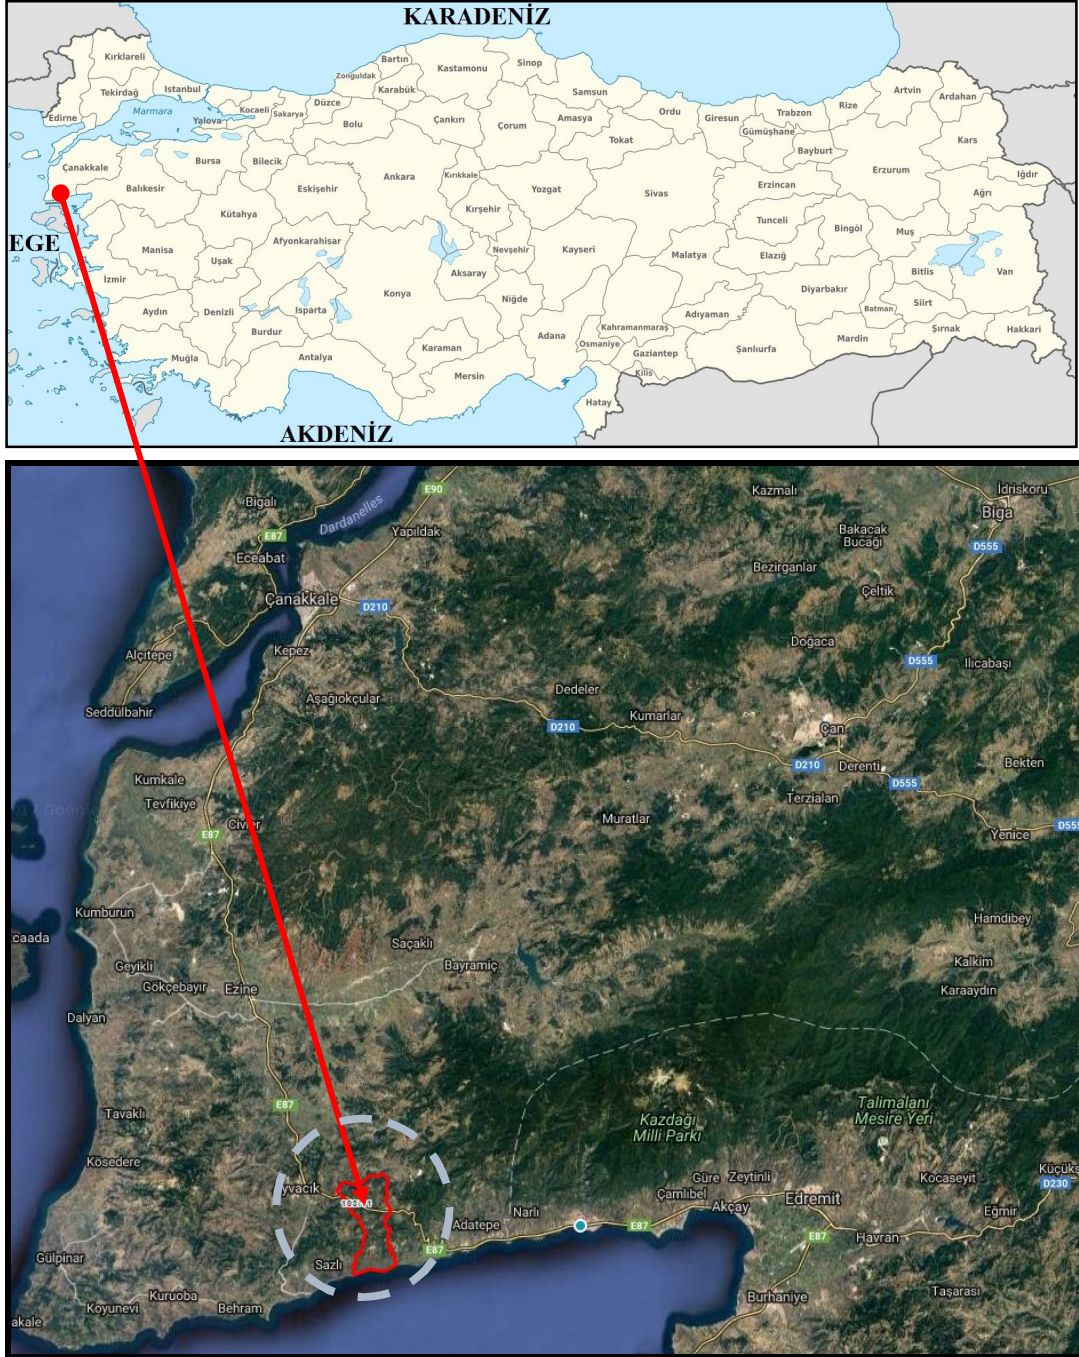 KARADENİZ
Kırklareli
Bartın
Sinop
Zonguldak
Kastamonu
Tekirdağ
Istanbul
Karabük
Samsun
Artvin
Ardahan
Marmara
Kocaeli
Düzce
Edirne
Yalova
Sakarya
Bolu
Çankırı
Çorum
Amasya
Ordu
Giresun
Trabzon
Rize
Gümüşhane
Kars
Tokat
Bayburt
Çanakkale
Bursa
Bilecik
Ankara
Kırıkkale
Erzurum
Iğdır
Balıkesir
Eskişehir
Yozgat
Sivas
Erzincan
Ağrı
Kütahya
Kırşehir
Tunceli
Bingöl
Muş
EGE
Manisa
Afyonkarahisar
Nevşehir
Kayseri
Malatya
Elazığ
Uşak
Aksaray
Bitlis
Van
İzmir
Konya
Niğde
Diyarbakır
Siirt
Batman
Aydın
Denizli
Isparta
Adıyaman
Burdur
Kahramanmaraş
Şırnak
Hakkari
Adana
Osmaniye
Mardin
Muğla
Antalya
Karaman
Gaziantep
Şanlıurfa
Mersin
Kilis
Hatay
AKDENİZ
E90
Kazmalı
İdriskoru
Bigalı
Dardanelles
Biga
E87
Yapıldak
Bakacak
Bucağı
Eceabat
D555
Bezirganlar
Çeltik
Çanakkale
D210
Doğaca
Kepez
Alçıtepe
D555
Ilıcabaşı
Aşağıokçular
Dedeler
Seddülbahir
Kumarlar
D210
Çan
Kumkale
D210
Derenti
Bekten
D555
Tevfikiye
Terzialan
Muratlar
E87
Yenice
Kumburun
Hamdibey
caada
Saçaklı
Geyikli
Bayramiç
Kalkım
Gökçebayır
Ezine
Karaaydın
Dalyan
E87
Tavaklı
Kazdağı
Milli Parkı
Talimalanı
Mesire Yeri
Kösedere
yvacık
Güre
Zeytinli
Kocaseyit
Küçüks
D230
Çamlıbel
Edremit
Akçay
Narlı
Adatepe
E87
Eğmir
E87
E87
Havran
Gülpınar
Sazlı
Kuruoba
Koyunevi
Behram
Burhaniye
Taşarası
akale